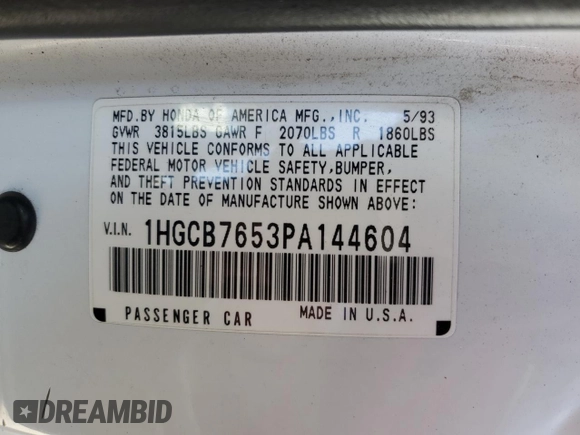 MFD.BY HONDA OF AMERICA MFG.,INC. 5/93
GVWR 3815LBS GAWR F 2070LBS R 1860LBS
THIS VEHICLE CONFORMS TO ALL APPLICABLE
FEDERAL MOTOR VEHICLE SAFETY,BUMPER,
AND THEFT PREVENTION STANDARDS IN EFFECT
ON THE DATE OF MANUFACTURE SHOWN ABOVE:
V.I.N. 1HGCB7653PA144604
PASSENGER CAR MADE IN U.S.A.
DREAMBID